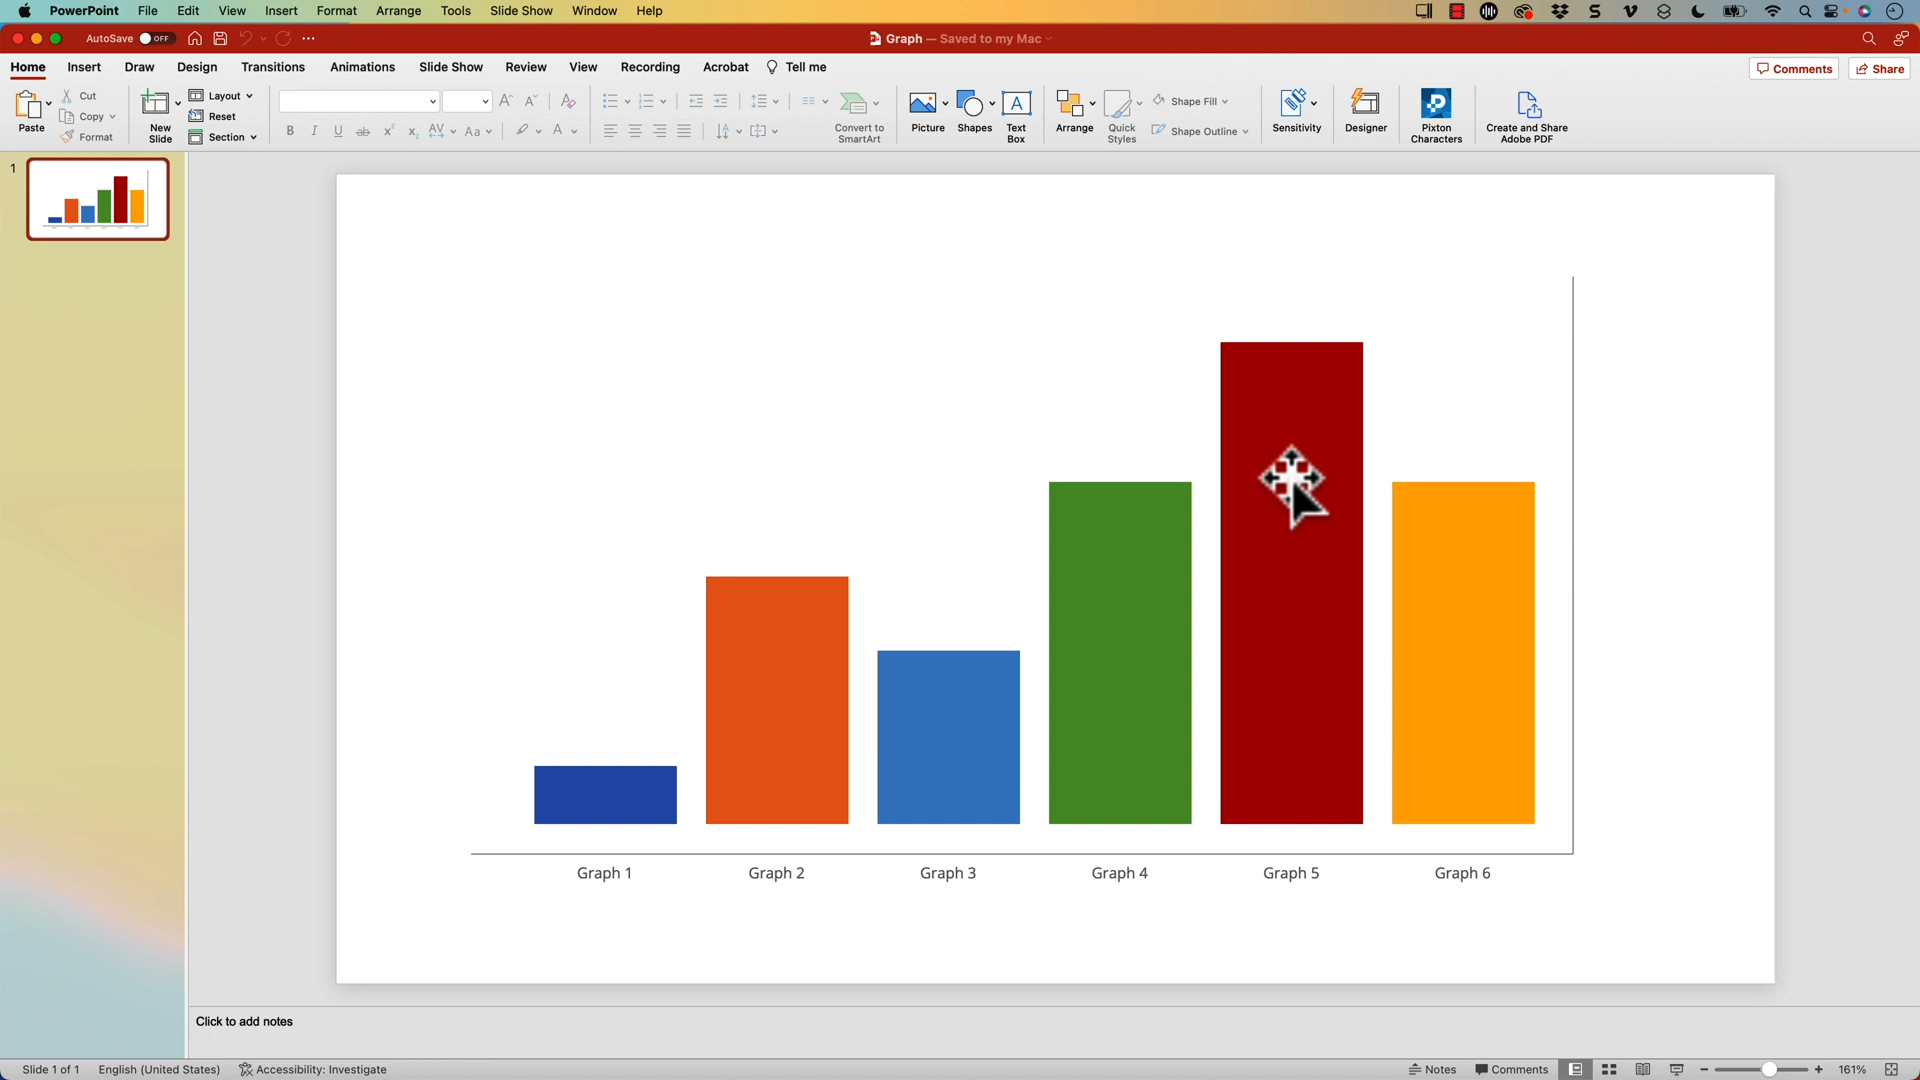 PowerPoint File Edit View Insert Format Arrange Tools Slide Show Window Help
AutoSave OFF Graph — Saved to my Mac
Home Insert Draw Design Transitions Animations Slide Show Review View Recording Acrobat Tell me Comments Share
Paste
Cut
Copy
Format
New
Slide
Layout
Reset
Section
B I U ab x² x₂ AV Aa A
Convert to
SmartArt
Picture
Shapes
A
Text
Box
Arrange
Quick
Styles
Shape Fill
Shape Outline
Sensitivity
Designer
Pixton
Characters
Create and Share
Adobe PDF
1
Graph 1 Graph 2 Graph 3 Graph 4 Graph 5 Graph 6
Click to add notes
Slide 1 of 1 English (United States) Accessibility: Investigate Notes Comments 161%